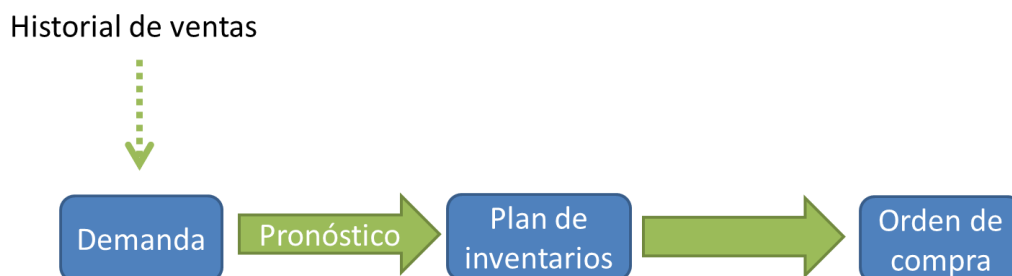 Historial de ventas
Demanda
Pronóstico
Plan de
inventarios
Orden de
compra